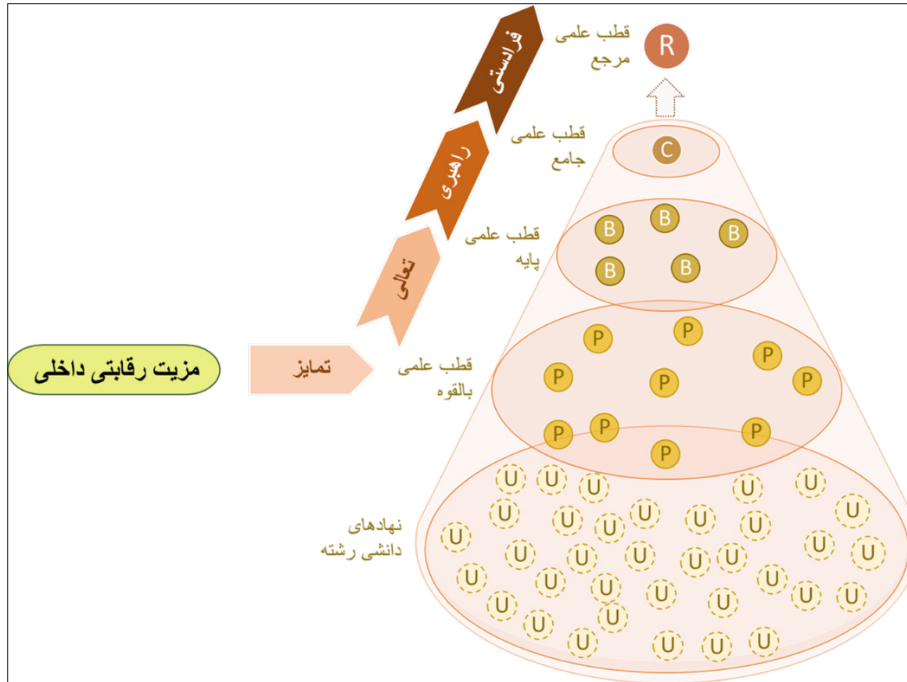 فرادستی
قطب علمی
مرجع
R
راهبری
قطب علمی
جامع
C
تعالی
قطب علمی
پایه
B B B
B B
مزیت رقابتی داخلی
تمایز
قطب علمی
بالقوه
P P P
P P P
P P P
P
نهادهای
دانشی رشته
U U U U U
U U U U U U U
U U U
U U U U U
U U U U U
U U U U U
U U U U U